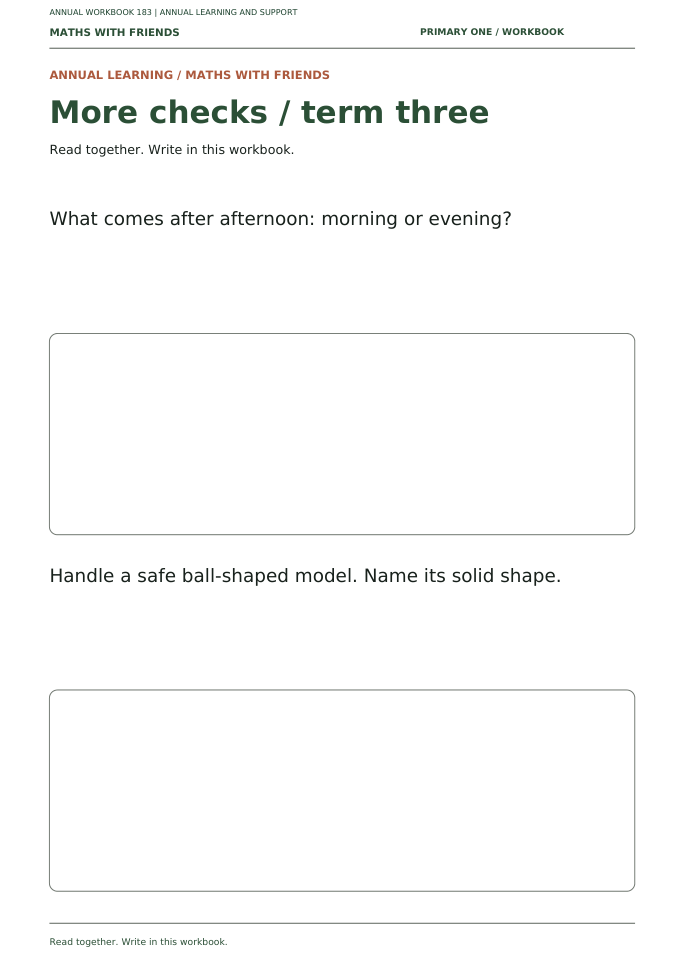 ANNUAL WORKBOOK 183 | ANNUAL LEARNING AND SUPPORT
MATHS WITH FRIENDS
PRIMARY ONE / WORKBOOK
ANNUAL LEARNING / MATHS WITH FRIENDS
More checks / term three
Read together. Write in this workbook.
What comes after afternoon: morning or evening?
Handle a safe ball-shaped model. Name its solid shape.
Read together. Write in this workbook.